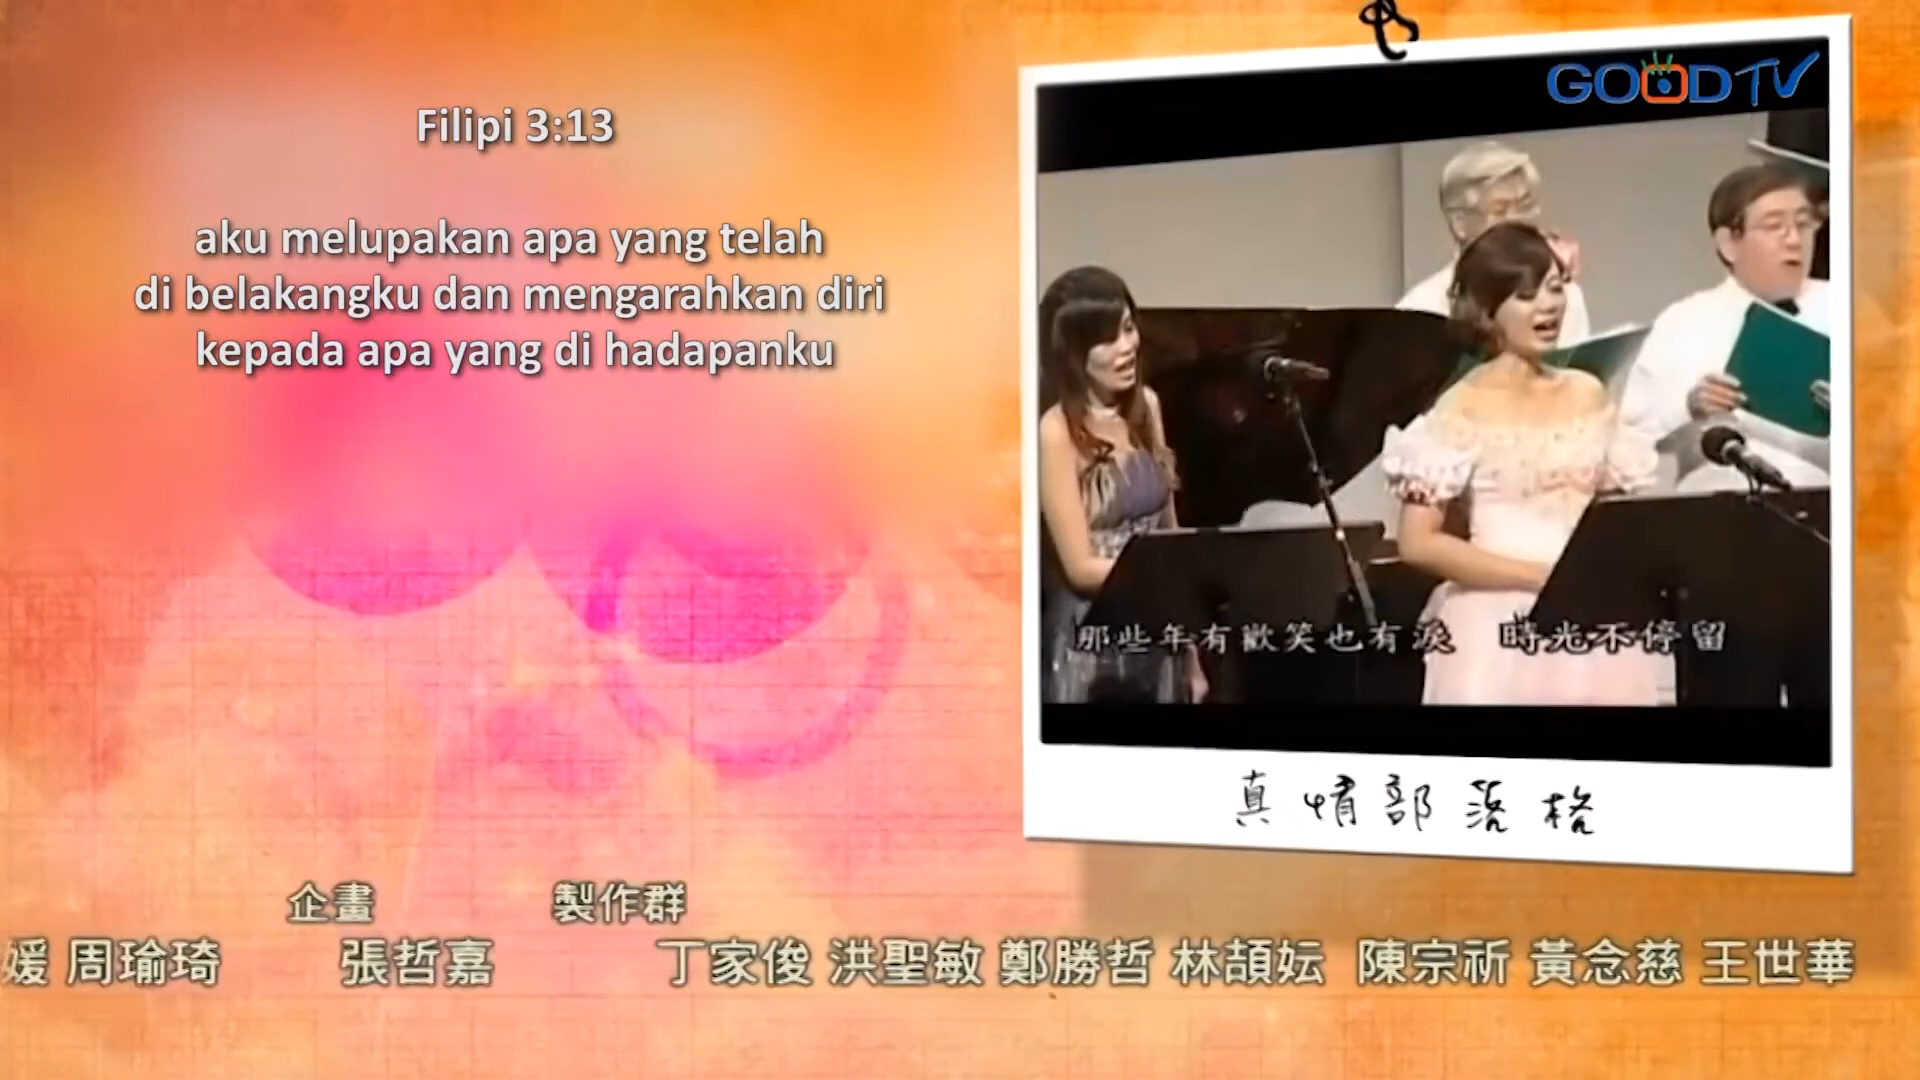 Filipi 3:13
aku melupakan apa yang telah
di belakangku dan mengarahkan diri
kepada apa yang di hadapanku
GOODTV
那些年有歡笑也有淚 時光不停留
真情部落格
企畫 製作群
媛 周瑜琦 張哲嘉 丁家俊 洪聖敏 鄭勝哲 林頡妘 陳宗祈 黃念慈 王世華